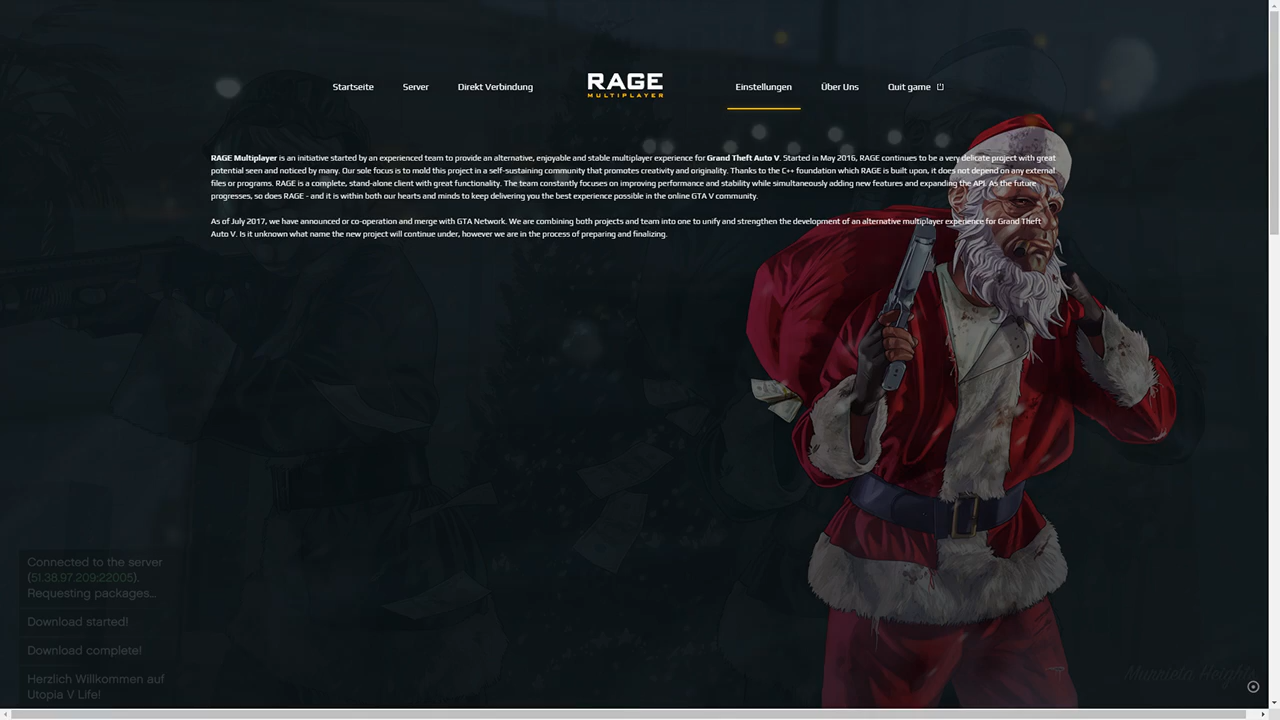 Startseite
Server
Direkt Verbindung
RAGE
MULTIPLAYER
Einstellungen
Über Uns
Quit game
RAGE Multiplayer is an initiative started by an experienced team to provide an alternative, enjoyable and stable multiplayer experience for Grand Theft Auto V. Started in May 2016, RAGE continues to be a very delicate project with great
potential seen and noticed by many. Our sole focus is to mold this project in a self-sustaining community that promotes creativity and originality. Thanks to the C++ foundation which RAGE is built upon, it does not depend on any external
files or programs. RAGE is a complete, stand-alone client with great functionality. The team constantly focuses on improving performance and stability while simultaneously adding new features and expanding the API. As the future
progresses, so does RAGE - and it is within both our hearts and minds to keep delivering you the best experience possible in the online GTA V community.
As of July 2017, we have announced or co-operation and merge with GTA Network. We are combining both projects and team into one to unify and strengthen the development of an alternative multiplayer experience for Grand Theft
Auto V. Is it unknown what name the new project will continue under, however we are in the process of preparing and finalizing.
Connected to the server
(51.38.97.209:22005).
Requesting packages...
Download started!
Download complete!
Herzlich Willkommen auf
Utopia V Life!
Murrieta Heights